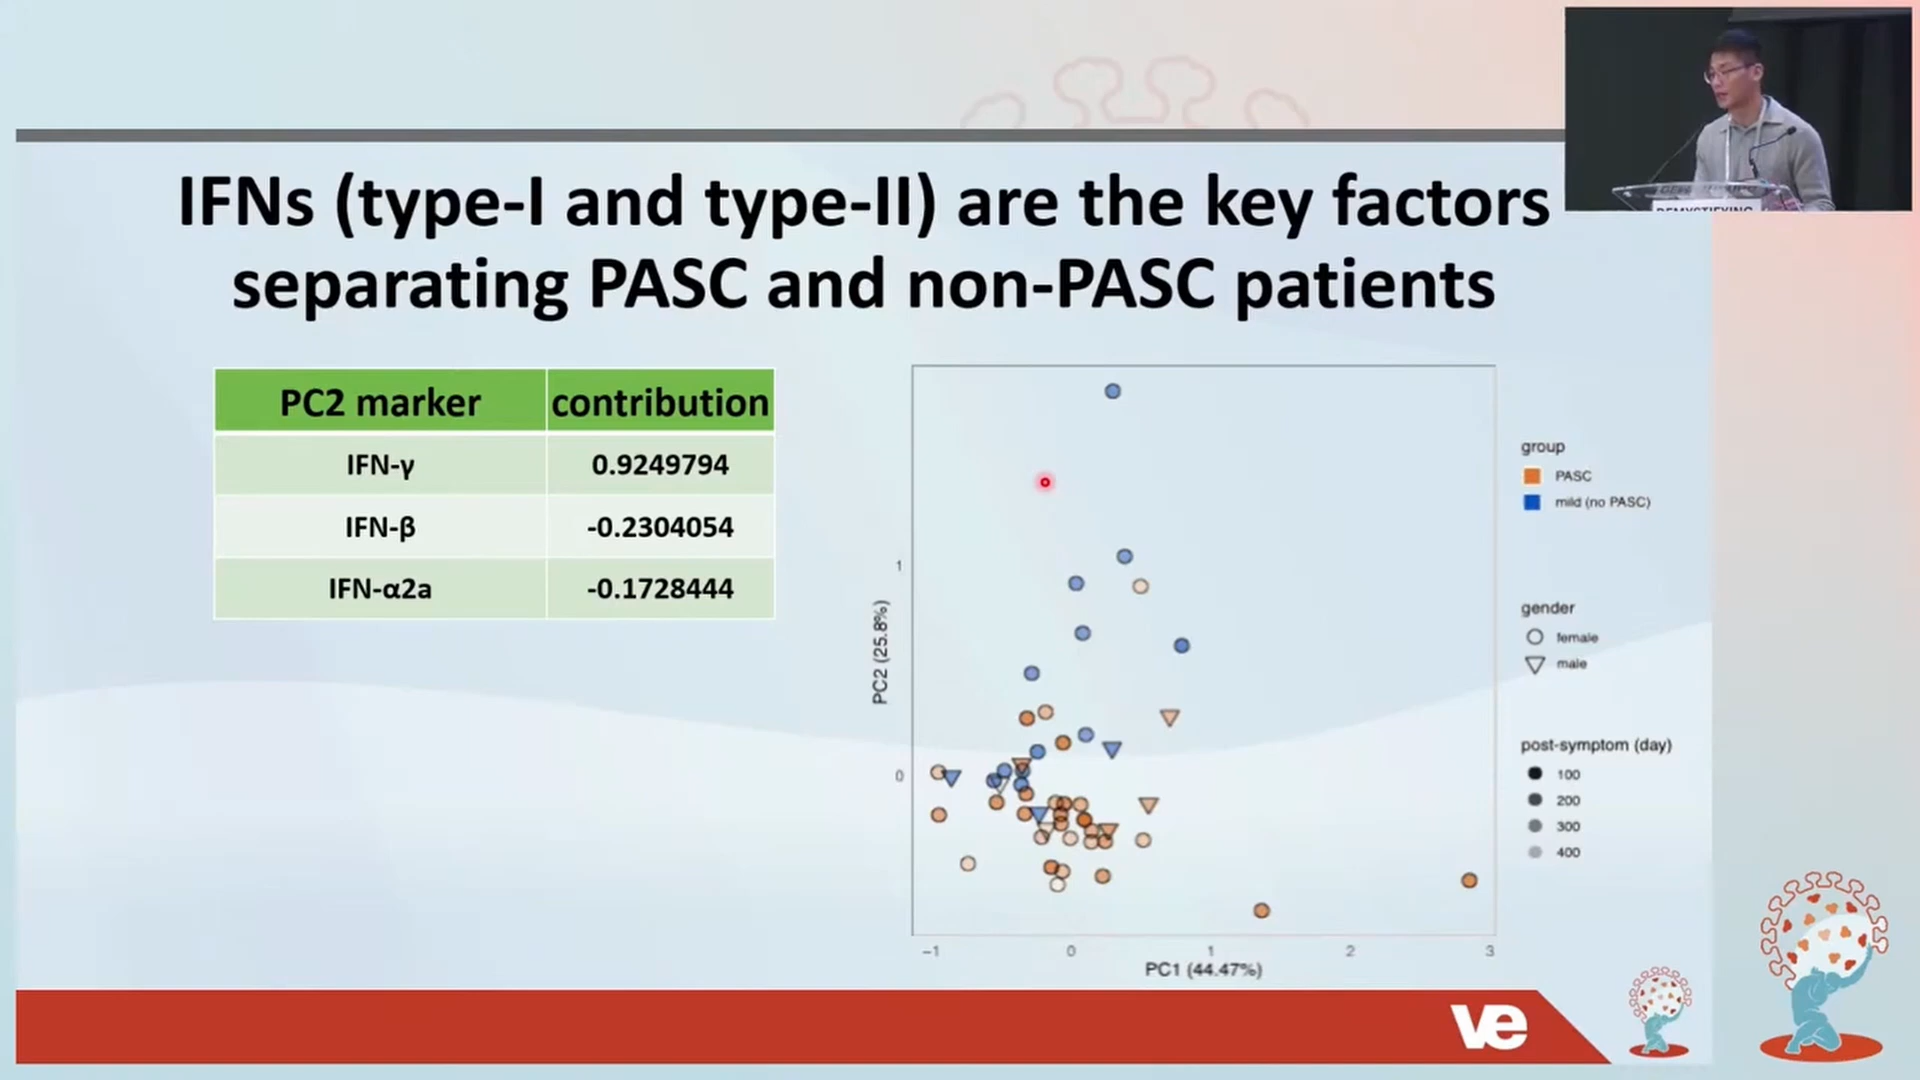 IFNs (type-I and type-II) are the key factors
separating PASC and non-PASC patients
PC2 marker contribution
IFN-γ 0.9249794
IFN-β -0.2304054
IFN-α2a -0.1728444
PC2 (25.8%)
1
0
-1 0 1 2 3
PC1 (44.47%)
group
PASC
mild (no PASC)
gender
female
male
post-symptom (day)
100
200
300
400
DEMYSTIFYING
ve